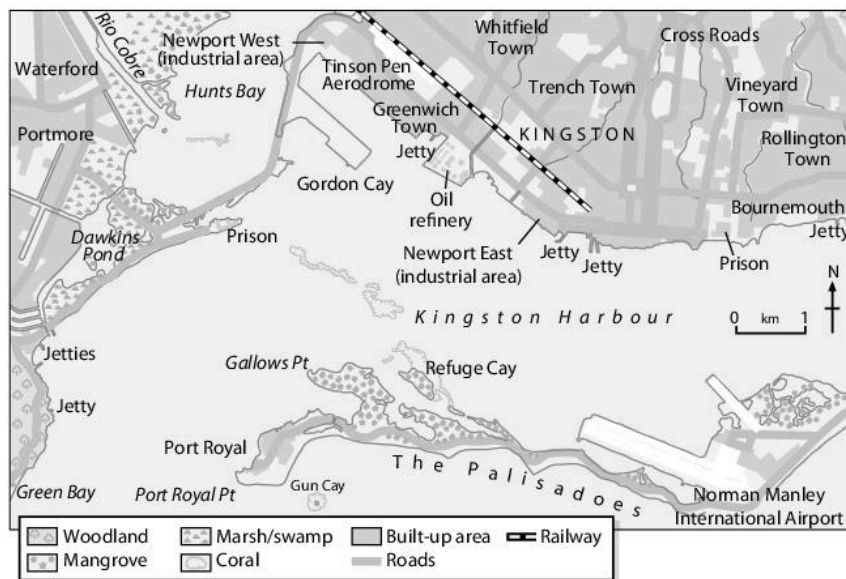 Rio Cobre
Newport West
(industrial area)
Whitfield
Town
Cross Roads
Waterford
Hunts Bay
Tinson Pen
Aerodrome
Trench Town
Vineyard
Town
Portmore
Greenwich
Town
KINGSTON
Rollington
Town
Jetty
Gordon Cay
Oil
refinery
Bournemouth
Jetty
Dawkins
Pond
Prison
Newport East
(industrial area)
Jetty
Jetty
Prison
N
0 km 1
Kingston Harbour
Jetties
Gallows Pt
Refuge Cay
Jetty
Port Royal
The Palisadoes
Green Bay
Port Royal Pt
Gun Cay
Norman Manley
International Airport
Woodland
Marsh/swamp
Built-up area
Railway
Mangrove
Coral
Roads